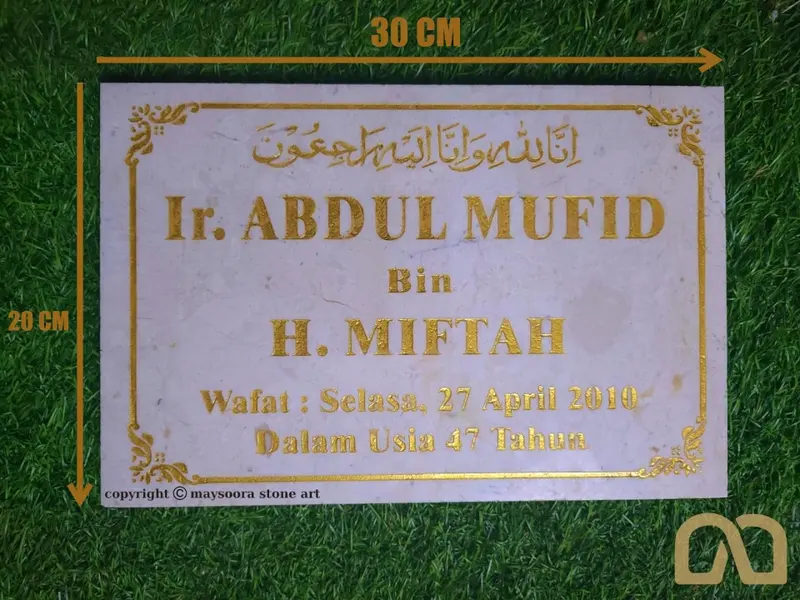 30 CM
20 CM
اِنَّا لِلّٰهِ وَاِنَّا اِلَيْهِ رَاجِعُوْنَ
Ir. ABDUL MUFID
Bin
H. MIFTAH
Wafat : Selasa, 27 April 2010
Dalam Usia 47 Tahun
copyright © maysoora stone art